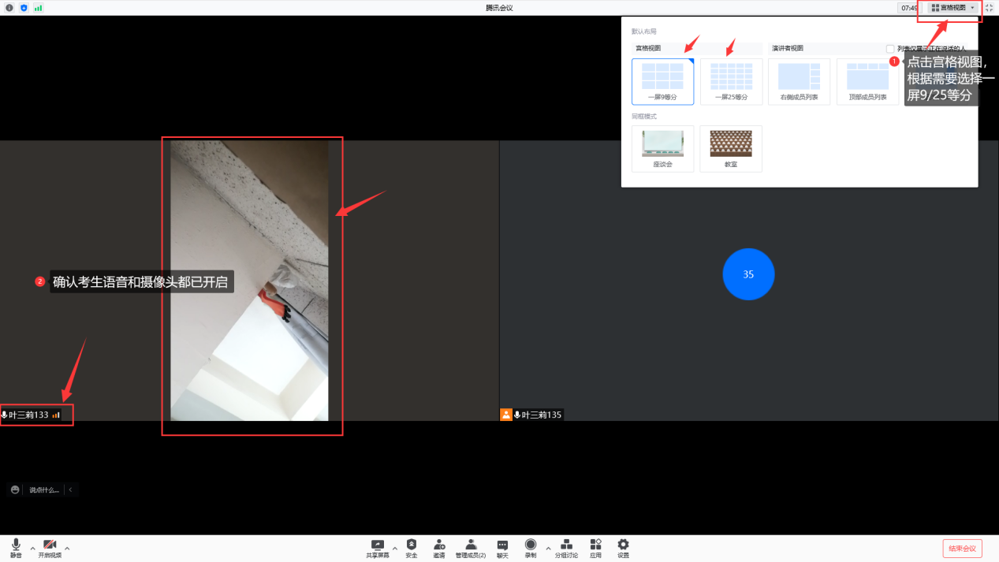 腾讯会议
07:49
宫格视图
默认布局
宫格视图
演讲者视图
列表仅展示正在说话的人
一屏9等分
一屏25等分
右侧成员列表
顶部成员列表
1
点击宫格视图，
根据需要选择一
屏9/25等分
同框模式
座谈会
教室
35
2
确认考生语音和摄像头都已开启
叶三莉133
叶三莉135
说点什么...
静音
开启视频
共享屏幕
安全
邀请
管理成员(2)
聊天
录制
分组讨论
应用
设置
结束会议